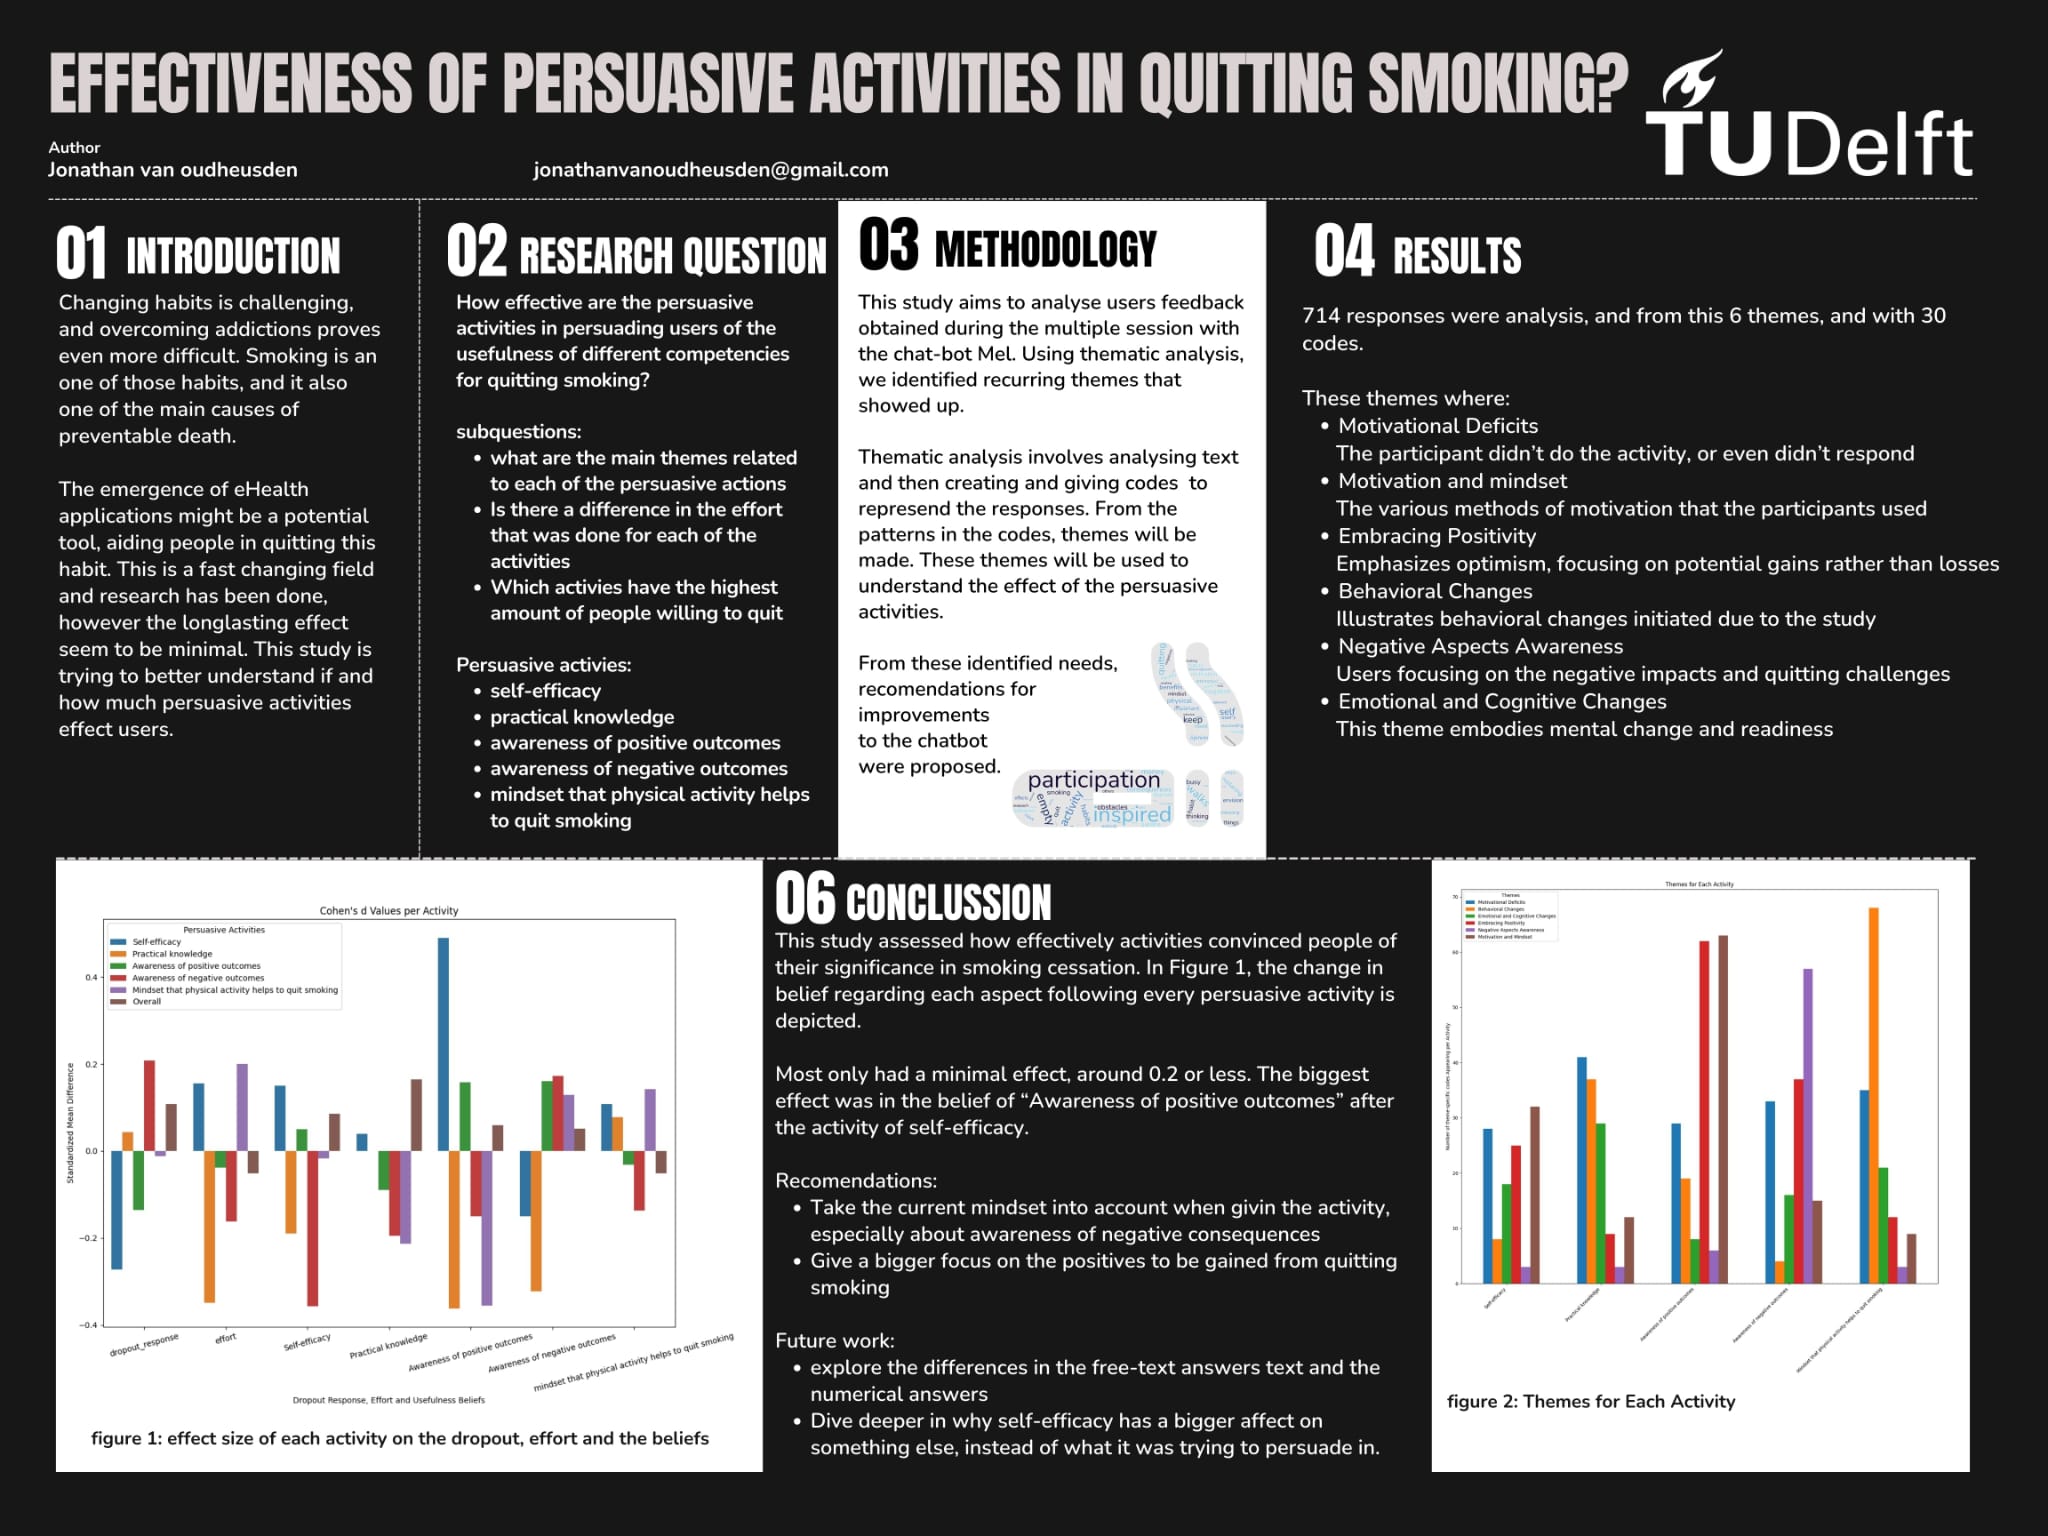 EFFECTIVENESS OF PERSUASIVE ACTIVITIES IN QUITTING SMOKING?
TU Delft
Author
Jonathan van oudheusden
jonathanvanoudheusden@gmail.com
01 INTRODUCTION
Changing habits is challenging,
and overcoming addictions proves
even more difficult. Smoking is an
one of those habits, and it also
one of the main causes of
preventable death.
The emergence of eHealth
applications might be a potential
tool, aiding people in quitting this
habit. This is a fast changing field
and research has been done,
however the longlasting effect
seem to be minimal. This study is
trying to better understand if and
how much persuasive activities
effect users.
02 RESEARCH QUESTION
How effective are the persuasive
activities in persuading users of the
usefulness of different competencies
for quitting smoking?
subquestions:
• what are the main themes related
to each of the persuasive actions
• Is there a difference in the effort
that was done for each of the
activities
• Which activies have the highest
amount of people willing to quit
Persuasive activies:
• self-efficacy
• practical knowledge
• awareness of positive outcomes
• awareness of negative outcomes
• mindset that physical activity helps
to quit smoking
03 METHODOLOGY
This study aims to analyse users feedback
obtained during the multiple session with
the chat-bot Mel. Using thematic analysis,
we identified recurring themes that
showed up.
Thematic analysis involves analysing text
and then creating and giving codes  to
represend the responses. From the
patterns in the codes, themes will be
made. These themes will be used to
understand the effect of the persuasive
activities.
From these identified needs,
recomendations for
improvements
to the chatbot
were proposed.
quitting
benefits
mindset
physical
keep
self
participation
smoking
empty
quit
activity
habits
obstacles
inspired
busy
walks
thinking
envision
things
04 RESULTS
714 responses were analysis, and from this 6 themes, and with 30
codes.
These themes where:
• Motivational Deficits
The participant didn’t do the activity, or even didn’t respond
• Motivation and mindset
The various methods of motivation that the participants used
• Embracing Positivity
Emphasizes optimism, focusing on potential gains rather than losses
• Behavioral Changes
Illustrates behavioral changes initiated due to the study
• Negative Aspects Awareness
Users focusing on the negative impacts and quitting challenges
• Emotional and Cognitive Changes
This theme embodies mental change and readiness
Cohen's d Values per Activity
Persuasive Activities
Self-efficacy
Practical knowledge
Awareness of positive outcomes
Awareness of negative outcomes
Mindset that physical activity helps to quit smoking
Overall
Standardized Mean Difference
0.4
0.2
0.0
−0.2
−0.4
dropout_response
effort
Self-efficacy
Practical knowledge
Awareness of positive outcomes
Awareness of negative outcomes
mindset that physical activity helps to quit smoking
Dropout Response, Effort and Usefulness Beliefs
figure 1: effect size of each activity on the dropout, effort and the beliefs
06 CONCLUSSION
This study assessed how effectively activities convinced people of
their significance in smoking cessation. In Figure 1, the change in
belief regarding each aspect following every persuasive activity is
depicted.
Most only had a minimal effect, around 0.2 or less. The biggest
effect was in the belief of “Awareness of positive outcomes” after
the activity of self-efficacy.
Recomendations:
• Take the current mindset into account when givin the activity,
especially about awareness of negative consequences
• Give a bigger focus on the positives to be gained from quitting
smoking
Future work:
• explore the differences in the free-text answers text and the
numerical answers
• Dive deeper in why self-efficacy has a bigger affect on
something else, instead of what it was trying to persuade in.
Themes for Each Activity
Themes
Motivational Deficits
Behavioral Changes
Emotional and Cognitive Changes
Embracing Positivity
Negative Aspects Awareness
Motivation and Mindset
Number of theme-specific codes Appearing per Activity
70
60
50
40
30
20
10
0
Self-efficacy
Practical knowledge
Awareness of positive outcomes
Awareness of negative outcomes
Mindset that physical activity helps to quit smoking
figure 2: Themes for Each Activity